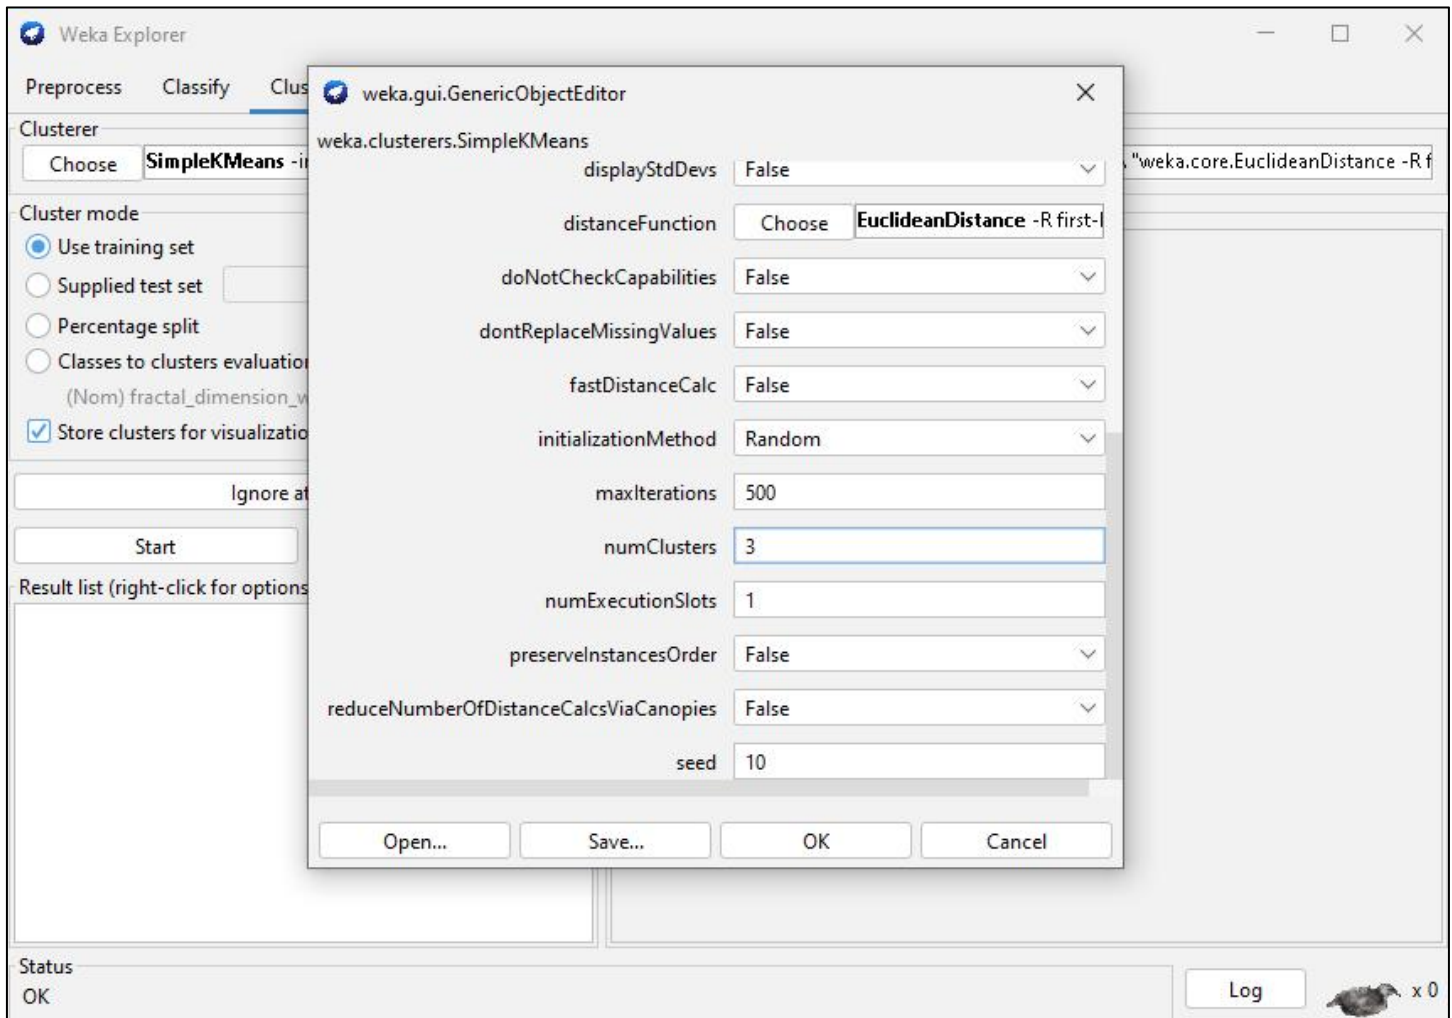 Weka Explorer
Preprocess Classify Clus
Clusterer
Choose SimpleKMeans -in
"weka.core.EuclideanDistance -R f
Cluster mode
Use training set
Supplied test set
Percentage split
Classes to clusters evaluation
(Nom) fractal_dimension_w
Store clusters for visualizatio
Ignore at
Start
Result list (right-click for options
Status
OK
Log
x 0
weka.gui.GenericObjectEditor
weka.clusterers.SimpleKMeans
displayStdDevs False
distanceFunction Choose EuclideanDistance -R first-l
doNotCheckCapabilities False
dontReplaceMissingValues False
fastDistanceCalc False
initializationMethod Random
maxIterations 500
numClusters 3
numExecutionSlots 1
preserveInstancesOrder False
reduceNumberOfDistanceCalcsViaCanopies False
seed 10
Open... Save... OK Cancel